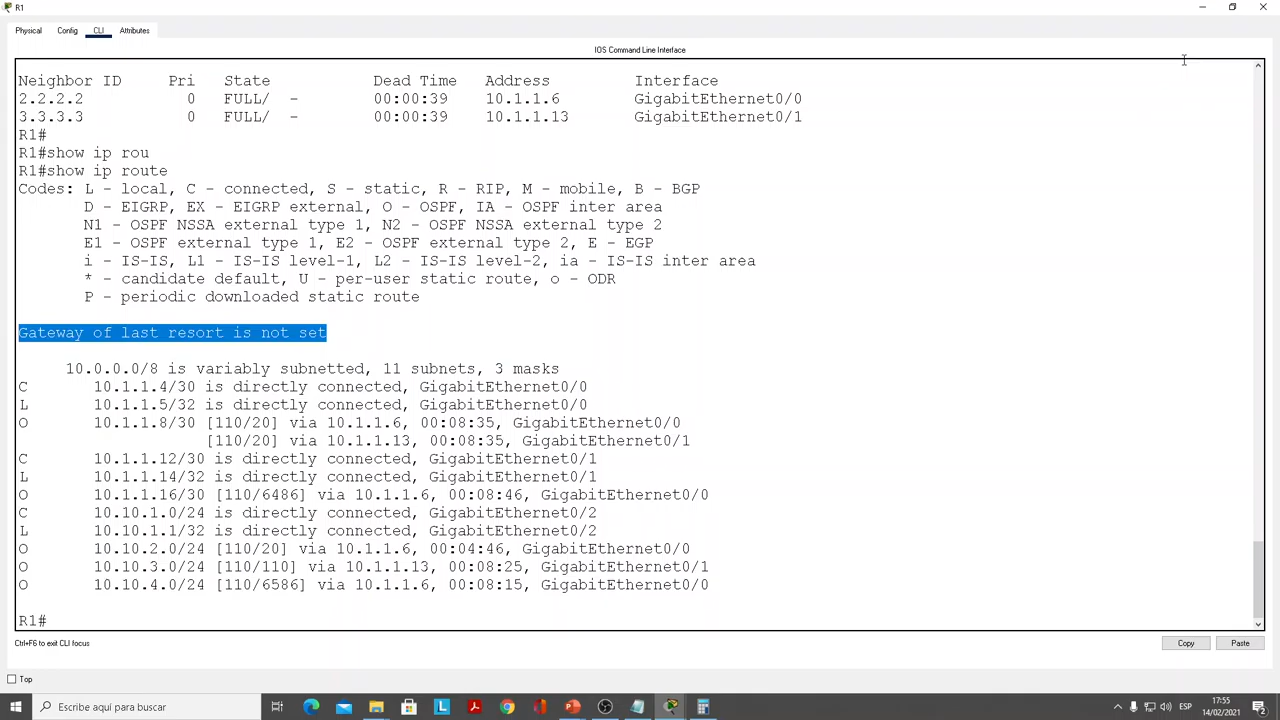 R1
Physical Config CLI Attributes
IOS Command Line Interface
Neighbor ID     Pri   State           Dead Time   Address         Interface
2.2.2.2           0   FULL/  -        00:00:39    10.1.1.6        GigabitEthernet0/0
3.3.3.3           0   FULL/  -        00:00:39    10.1.1.13       GigabitEthernet0/1
R1#
R1#show ip rou
R1#show ip route
Codes: L - local, C - connected, S - static, R - RIP, M - mobile, B - BGP
       D - EIGRP, EX - EIGRP external, O - OSPF, IA - OSPF inter area
       N1 - OSPF NSSA external type 1, N2 - OSPF NSSA external type 2
       E1 - OSPF external type 1, E2 - OSPF external type 2, E - EGP
       i - IS-IS, L1 - IS-IS level-1, L2 - IS-IS level-2, ia - IS-IS inter area
       * - candidate default, U - per-user static route, o - ODR
       P - periodic downloaded static route
Gateway of last resort is not set
     10.0.0.0/8 is variably subnetted, 11 subnets, 3 masks
C       10.1.1.4/30 is directly connected, GigabitEthernet0/0
L       10.1.1.5/32 is directly connected, GigabitEthernet0/0
O       10.1.1.8/30 [110/20] via 10.1.1.6, 00:08:35, GigabitEthernet0/0
                    [110/20] via 10.1.1.13, 00:08:35, GigabitEthernet0/1
C       10.1.1.12/30 is directly connected, GigabitEthernet0/1
L       10.1.1.14/32 is directly connected, GigabitEthernet0/1
O       10.1.1.16/30 [110/6486] via 10.1.1.6, 00:08:46, GigabitEthernet0/0
C       10.10.1.0/24 is directly connected, GigabitEthernet0/2
L       10.10.1.1/32 is directly connected, GigabitEthernet0/2
O       10.10.2.0/24 [110/20] via 10.1.1.6, 00:04:46, GigabitEthernet0/0
O       10.10.3.0/24 [110/110] via 10.1.1.13, 00:08:25, GigabitEthernet0/1
O       10.10.4.0/24 [110/6586] via 10.1.1.6, 00:08:15, GigabitEthernet0/0
R1#
Ctrl+F6 to exit CLI focus
Copy Paste
Top
Escribe aquí para buscar
ESP
17:55
14/02/2021
2